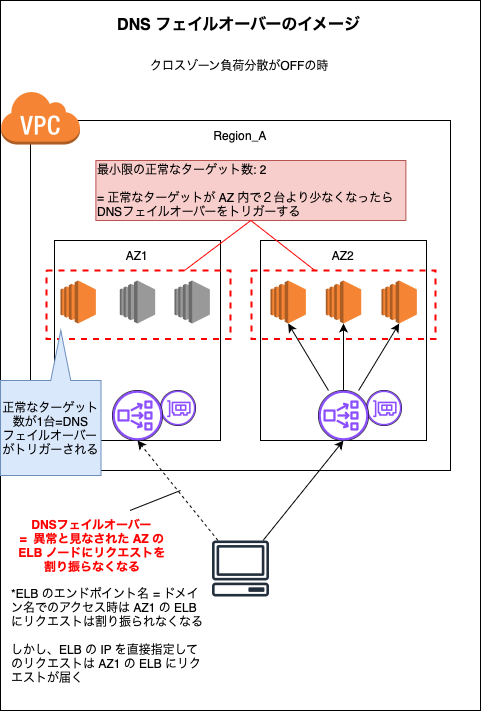 DNS フェイルオーバーのイメージ
クロスゾーン負荷分散がOFFの時
VPC
Region_A
最小限の正常なターゲット数: 2
= 正常なターゲットが AZ 内で２台より少なくなったら
DNSフェイルオーバーをトリガーする
AZ1
AZ2
正常なターゲット
数が1台=DNS
フェイルオーバー
がトリガーされる
DNSフェイルオーバー
= 異常と見なされた AZ の
ELB ノードにリクエストを
割り振らなくなる
*ELB のエンドポイント名 = ドメイ
ン名でのアクセス時は AZ1 の ELB
にリクエストは割り振られなくなる
しかし、ELB の IP を直接指定して
のリクエストは AZ1 の ELB にリク
エストが届く